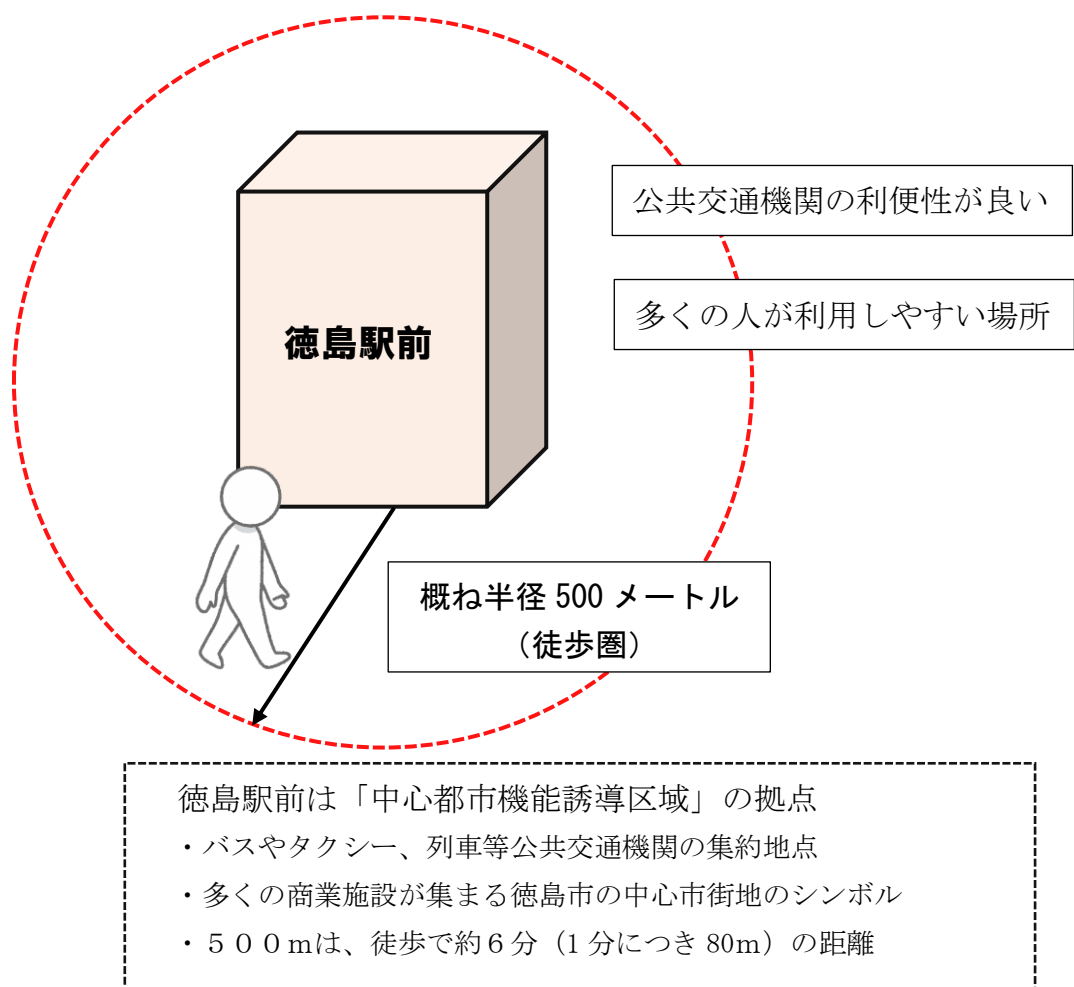 公共交通機関の利便性が良い
多くの人が利用しやすい場所
徳島駅前
概ね半径 500 メートル
（徒歩圏）
徳島駅前は「中心都市機能誘導区域」の拠点
・バスやタクシー、列車等公共交通機関の集約地点
・多くの商業施設が集まる徳島市の中心市街地のシンボル
・５００ｍは、徒歩で約６分（1 分につき 80m）の距離